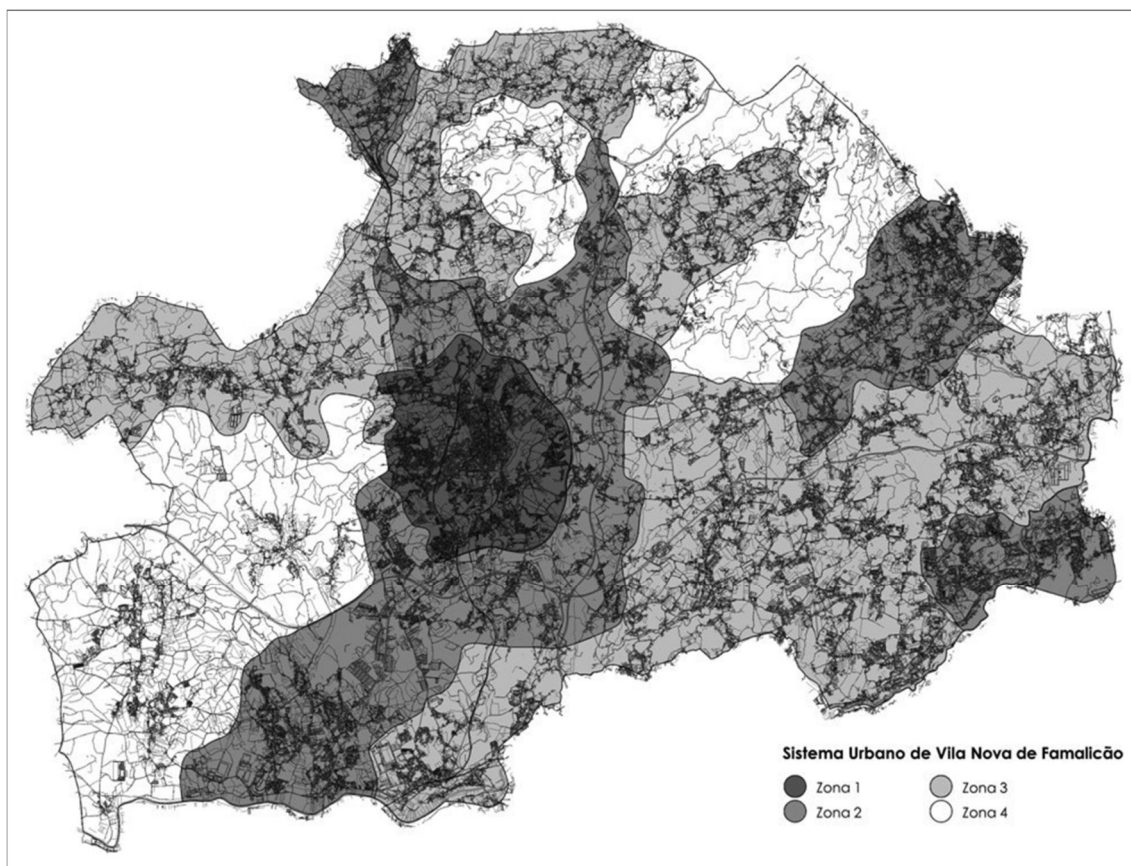 Sistema Urbano de Vila Nova de Famalicão
Zona 1
Zona 3
Zona 2
Zona 4